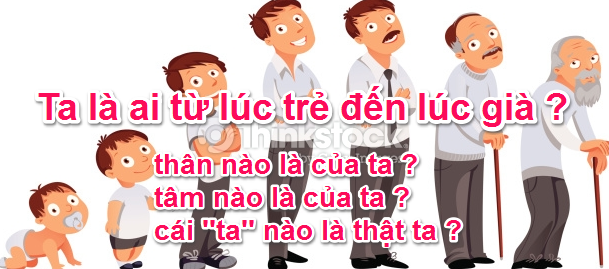 Ta là ai từ lúc trẻ đến lúc già ?
thinkstock
thân nào là của ta ?
tâm nào là của ta ?
cái "ta" nào là thật ta ?